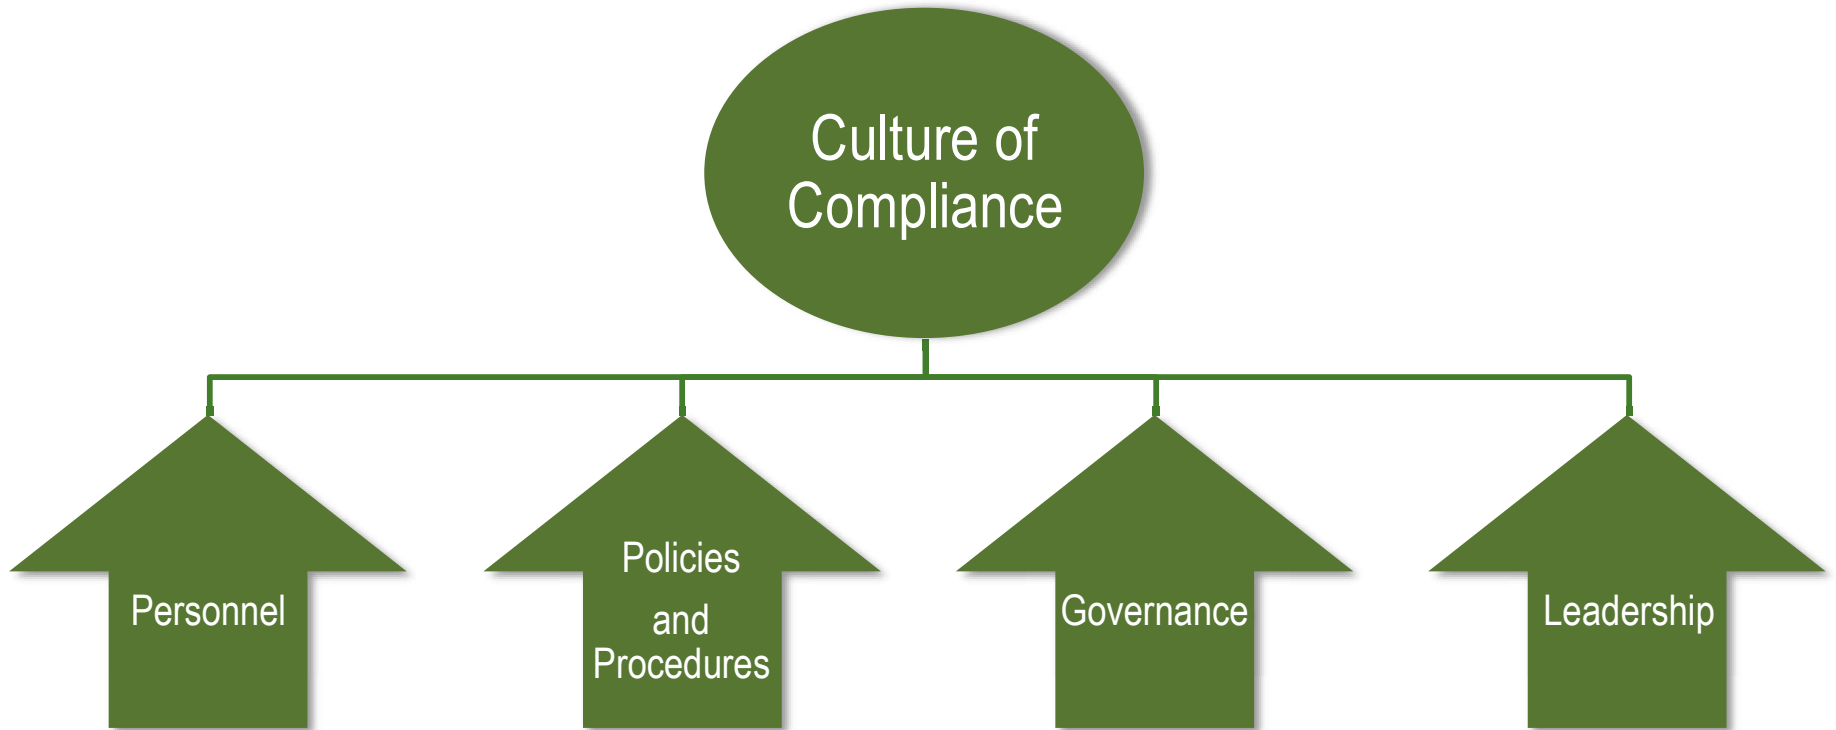 Culture of
Compliance
Personnel
Policies
and
Procedures
Governance
Leadership